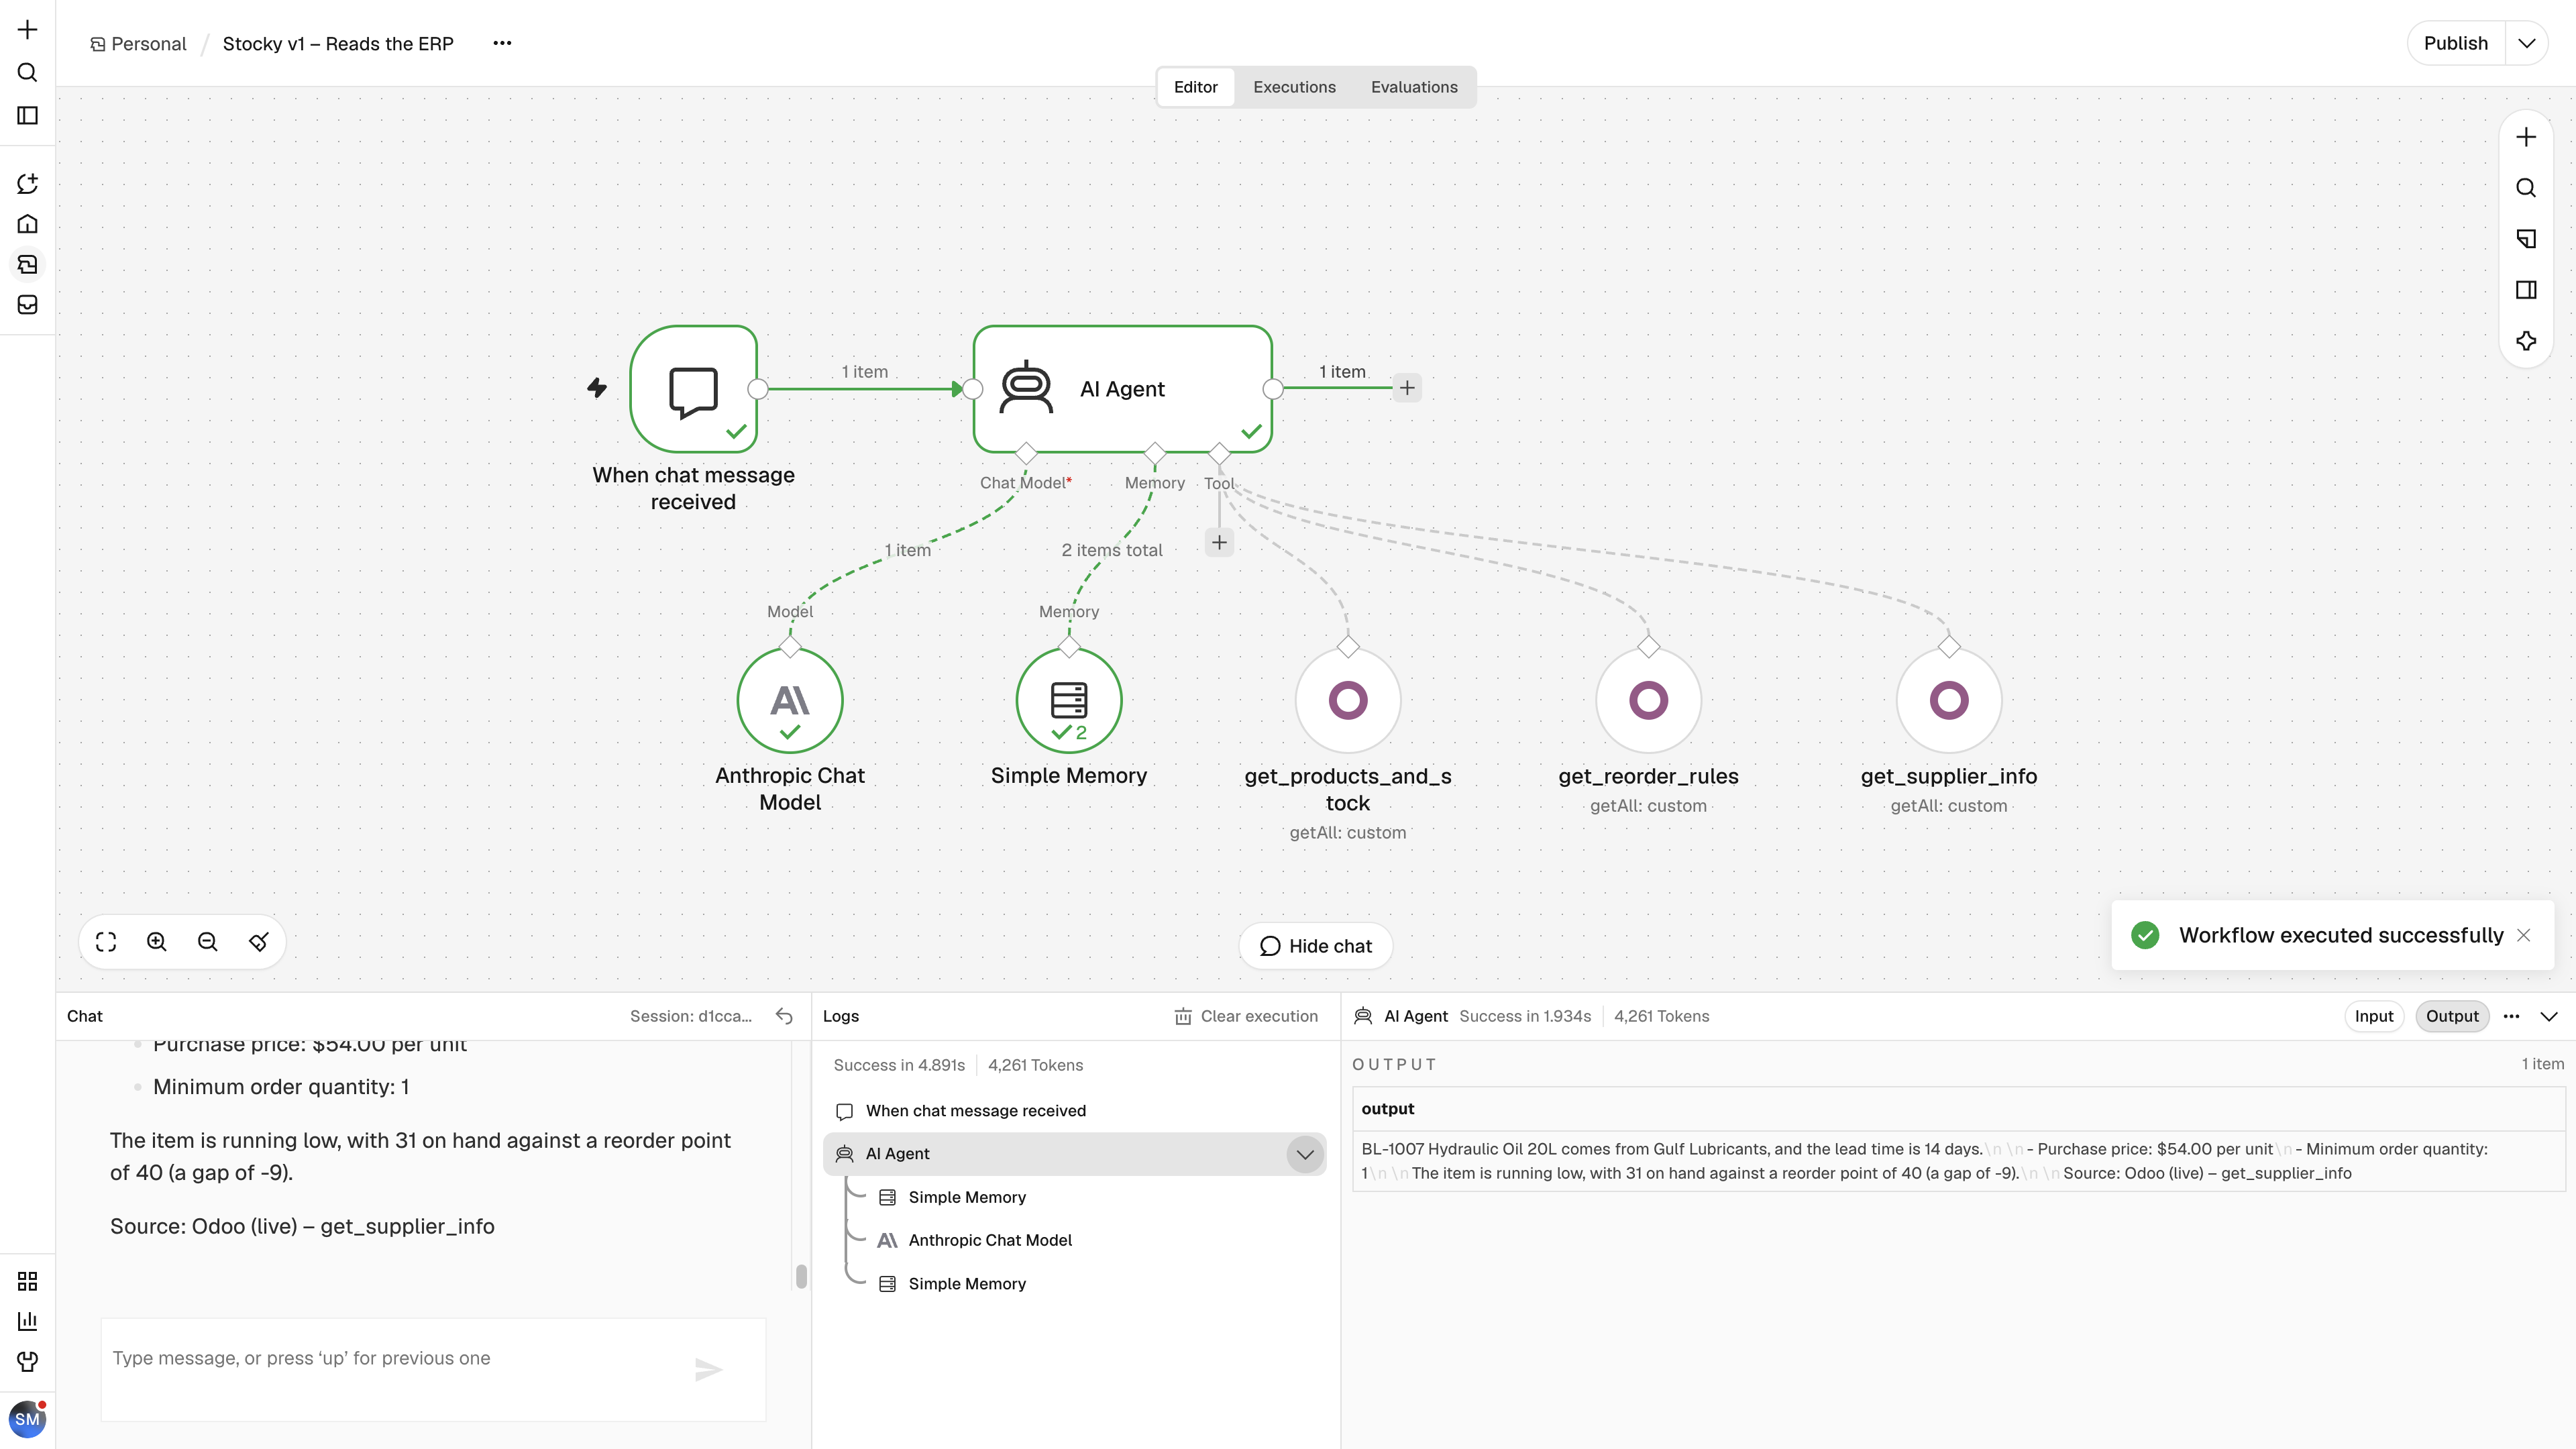 Personal / Stocky v1 – Reads the ERP ...
Publish
Editor Executions Evaluations
1 item
AI Agent
1 item
When chat message
received
Chat Model*
Memory
Tool
1 item
2 items total
Model
Memory
2
Anthropic Chat
Model
Simple Memory
get_products_and_s
tock
getAll: custom
get_reorder_rules
getAll: custom
get_supplier_info
getAll: custom
Hide chat
Workflow executed successfully
Chat
Session: d1cca...
Purchase price: $54.00 per unit
Minimum order quantity: 1
The item is running low, with 31 on hand against a reorder point
of 40 (a gap of -9).
Source: Odoo (live) – get_supplier_info
Type message, or press ‘up’ for previous one
SM
Logs
Clear execution
Success in 4.891s 4,261 Tokens
When chat message received
AI Agent
Simple Memory
Anthropic Chat Model
Simple Memory
AI Agent Success in 1.934s 4,261 Tokens
Input Output
OUTPUT
1 item
output
BL-1007 Hydraulic Oil 20L comes from Gulf Lubricants, and the lead time is 14 days.\n \n - Purchase price: $54.00 per unit\n - Minimum order quantity:
1\n \n The item is running low, with 31 on hand against a reorder point of 40 (a gap of -9).\n \n Source: Odoo (live) – get_supplier_info